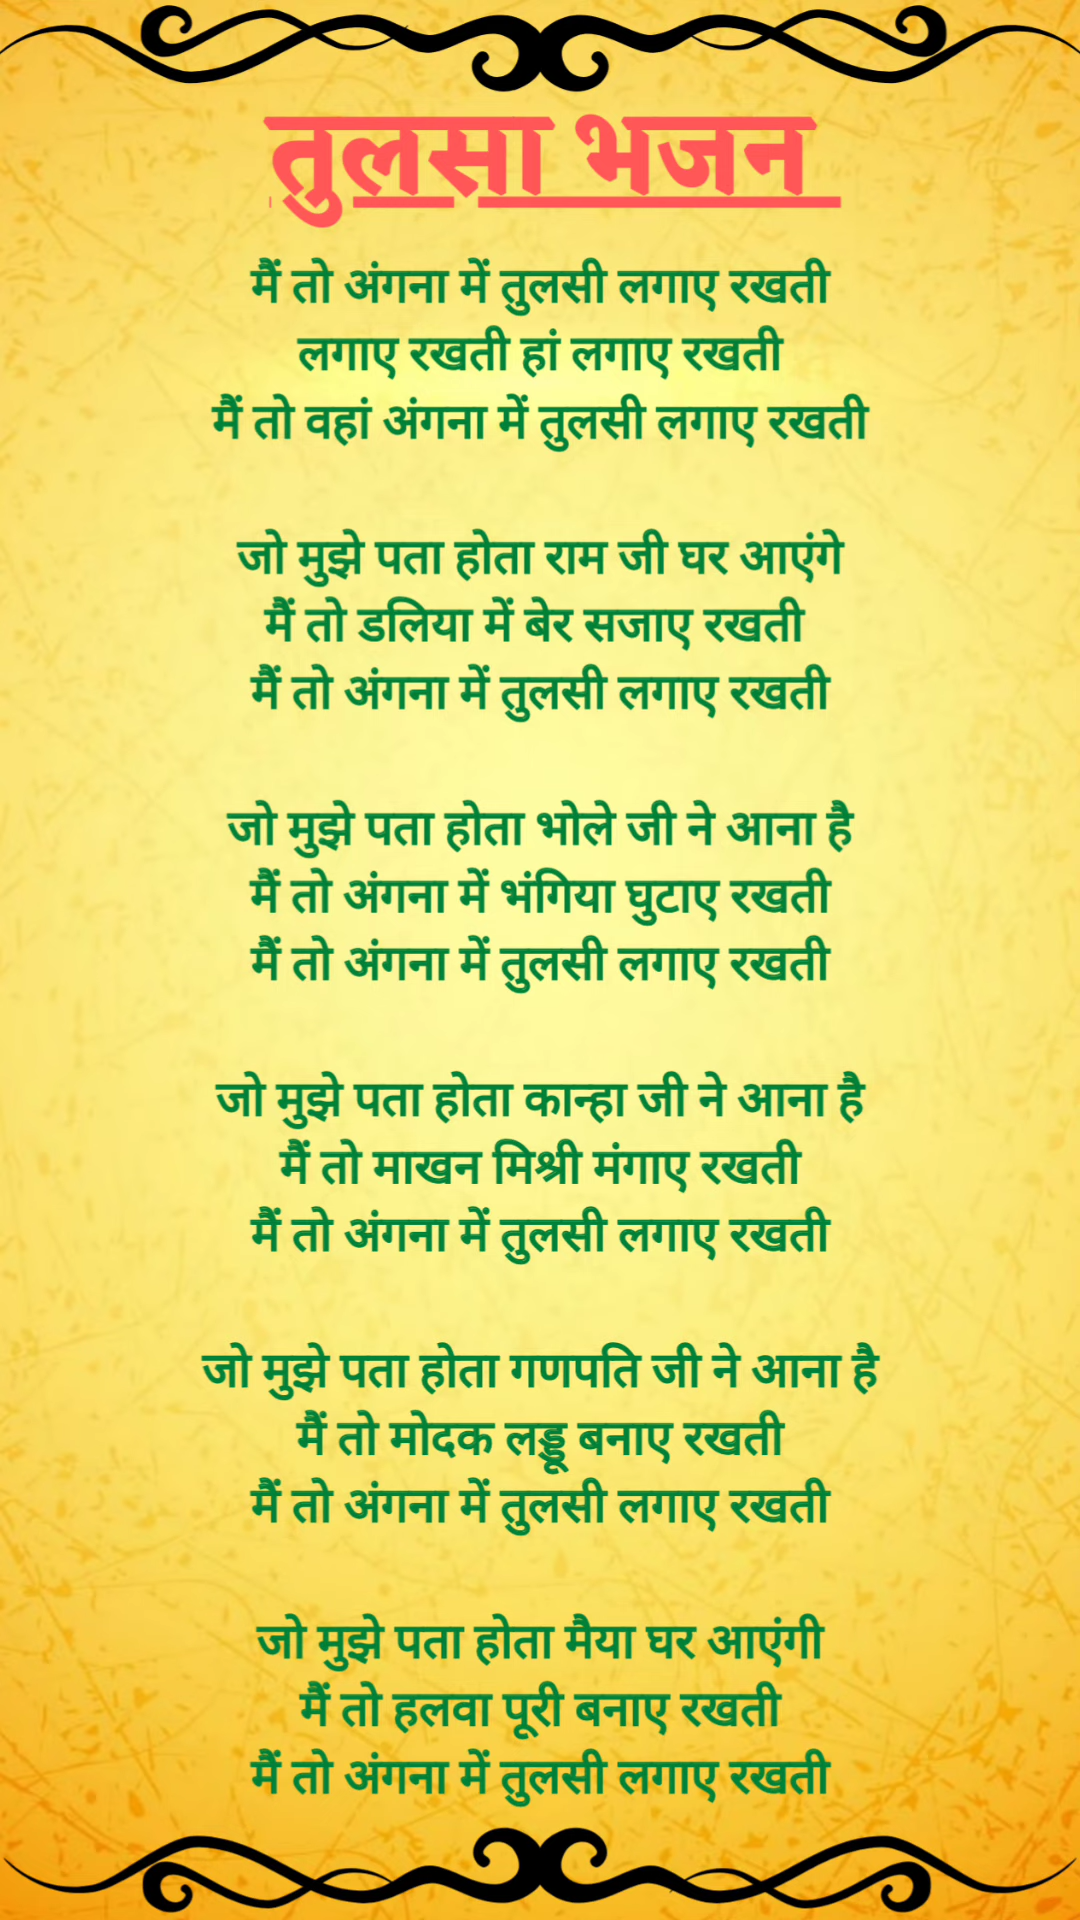 तुलसा भजन
मैं तो अंगना में तुलसी लगाए रखती
लगाए रखती हां लगाए रखती
मैं तो वहां अंगना में तुलसी लगाए रखती
जो मुझे पता होता राम जी घर आएंगे
मैं तो डलिया में बेर सजाए रखती
मैं तो अंगना में तुलसी लगाए रखती
जो मुझे पता होता भोले जी ने आना है
मैं तो अंगना में भंगिया घुटाए रखती
मैं तो अंगना में तुलसी लगाए रखती
जो मुझे पता होता कान्हा जी ने आना है
मैं तो माखन मिश्री मंगाए रखती
मैं तो अंगना में तुलसी लगाए रखती
जो मुझे पता होता गणपति जी ने आना है
मैं तो मोदक लड्डू बनाए रखती
मैं तो अंगना में तुलसी लगाए रखती
जो मुझे पता होता मैया घर आएंगी
मैं तो हलवा पूरी बनाए रखती
मैं तो अंगना में तुलसी लगाए रखती